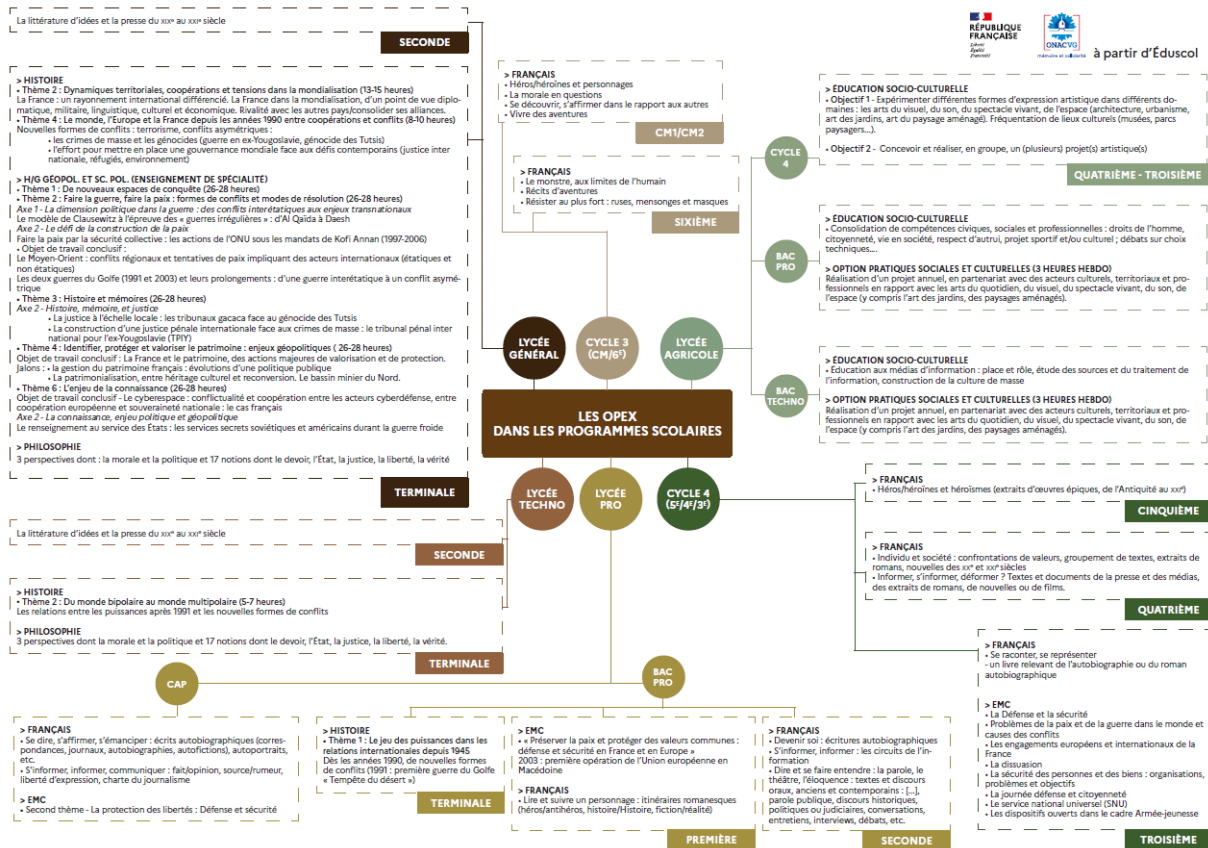 La littérature d'idées et la presse du XIXᵉ au XXIᵉ siècle
SECONDE
> HISTOIRE
• Thème 2 : Dynamiques territoriales, coopérations et tensions dans la mondialisation (13-15 heures)
La France : un rayonnement international différencié. La France dans la mondialisation, d'un point de vue diplo-
matique, militaire, linguistique, culturel et économique. Rivalité avec les autres pays/consolider ses alliances.
• Thème 4 : Le monde, l'Europe et la France depuis les années 1990 entre coopérations et conflits (8-10 heures)
Nouvelles formes de conflits : terrorisme, conflits asymétriques :
• les crimes de masse et les génocides (guerre en ex-Yougoslavie, génocide des Tutsis)
• l'effort pour mettre en place une gouvernance mondiale face aux défis contemporains (justice inter
nationale, réfugiés, environnement)
> H/G GÉOPOL. ET SC. POL. (ENSEIGNEMENT DE SPÉCIALITÉ)
• Thème 1 : De nouveaux espaces de conquête (26-28 heures)
• Thème 2 : Faire la guerre, faire la paix : formes de conflits et modes de résolution (26-28 heures)
Axe 1 - La dimension politique dans la guerre : des conflits interétatiques aux enjeux transnationaux
Le modèle de Clausewitz à l'épreuve des « guerres irrégulières » : d'Al Qaïda à Daesh
Axe 2 - Le défi de la construction de la paix
Faire la paix par la sécurité collective : les actions de l'ONU sous les mandats de Kofi Annan (1997-2006)
• Objet de travail conclusif :
Le Moyen-Orient : conflits régionaux et tentatives de paix impliquant des acteurs internationaux (étatiques et
non étatiques)
Les deux guerres du Golfe (1991 et 2003) et leurs prolongements : d'une guerre interétatique à un conflit asymé-
trique
• Thème 3 : Histoire et mémoires (26-28 heures)
Axe 2 - Histoire, mémoire, et justice
• La justice à l'échelle locale : les tribunaux gacaca face au génocide des Tutsis
• La construction d'une justice pénale internationale face aux crimes de masse : le tribunal pénal inter
national pour l'ex-Yougoslavie (TPIY)
• Thème 4 : Identifier, protéger et valoriser le patrimoine : enjeux géopolitiques ( 26-28 heures)
Objet de travail conclusif : La France et le patrimoine, des actions majeures de valorisation et de protection.
Jalons : • la gestion du patrimoine français : évolutions d'une politique publique
• La patrimonialisation, entre héritage culturel et reconversion. Le bassin minier du Nord.
• Thème 6 : L'enjeu de la connaissance (26-28 heures)
Objet de travail conclusif - Le cyberespace : conflictualité et coopération entre les acteurs cyberdéfense, entre
coopération européenne et souveraineté nationale : le cas français
Axe 2 - La connaissance, enjeu politique et géopolitique
Le renseignement au service des États : les services secrets soviétiques et américains durant la guerre froide
> PHILOSOPHIE
3 perspectives dont : la morale et la politique et 17 notions dont le devoir, l'État, la justice, la liberté, la vérité
TERMINALE
> FRANÇAIS
• Héros/héroïnes et personnages
• La morale en questions
• Se découvrir, s'affirmer dans le rapport aux autres
• Vivre des aventures
CM1/CM2
> FRANÇAIS
• Le monstre, aux limites de l'humain
• Récits d'aventures
• Résister au plus fort : ruses, mensonges et masques
SIXIÈME
RÉPUBLIQUE
FRANÇAISE
Liberté
Égalité
Fraternité
ONACVG
mémoire et solidarité
à partir d'Éduscol
> ÉDUCATION SOCIO-CULTURELLE
• Objectif 1 - Expérimenter différentes formes d'expression artistique dans différents do-
maines : les arts du visuel, du son, du spectacle vivant, de l'espace (architecture, urbanisme,
art des jardins, art du paysage aménagé). Fréquentation de lieux culturels (musées, parcs
paysagers...).
• Objectif 2 - Concevoir et réaliser, en groupe, un (plusieurs) projet(s) artistique(s)
CYCLE
4
QUATRIÈME - TROISIÈME
> ÉDUCATION SOCIO-CULTURELLE
• Consolidation de compétences civiques, sociales et professionnelles : droits de l'homme,
citoyenneté, vie en société, respect d'autrui, projet sportif et/ou culturel ; débats sur choix
techniques....
> OPTION PRATIQUES SOCIALES ET CULTURELLES (3 HEURES HEBDO)
Réalisation d'un projet annuel, en partenariat avec des acteurs culturels, territoriaux et pro-
fessionnels en rapport avec les arts du quotidien, du visuel, du spectacle vivant, du son, de
l'espace (y compris l'art des jardins, des paysages aménagés).
BAC
PRO
> ÉDUCATION SOCIO-CULTURELLE
• Éducation aux médias d'information : place et rôle, étude des sources et du traitement de
l'information, construction de la culture de masse
> OPTION PRATIQUES SOCIALES ET CULTURELLES (3 HEURES HEBDO)
Réalisation d'un projet annuel, en partenariat avec des acteurs culturels, territoriaux et pro-
fessionnels en rapport avec les arts du quotidien, du visuel, du spectacle vivant, du son, de
l'espace (y compris l'art des jardins, des paysages aménagés).
BAC
TECHNO
LYCÉE
GÉNÉRAL
CYCLE 3
(CM/6ᴱ)
LYCÉE
AGRICOLE
LES OPEX
DANS LES PROGRAMMES SCOLAIRES
LYCÉE
TECHNO
LYCÉE
PRO
CYCLE 4
(5ᴱ/4ᴱ/3ᴱ)
La littérature d'idées et la presse du XIXᵉ au XXIᵉ siècle
SECONDE
> HISTOIRE
• Thème 2 : Du monde bipolaire au monde multipolaire (5-7 heures)
Les relations entre les puissances après 1991 et les nouvelles formes de conflits
> PHILOSOPHIE
3 perspectives dont la morale et la politique et 17 notions dont le devoir, l'État, la justice, la liberté, la vérité.
TERMINALE
> FRANÇAIS
• Héros/héroïnes et héroïsmes (extraits d'œuvres épiques, de l'Antiquité au XXIᵉ)
CINQUIÈME
> FRANÇAIS
• Individu et société : confrontations de valeurs, groupement de textes, extraits de
romans, nouvelles des XXᵉ et XXIᵉ siècles
• Informer, s'informer, déformer ? Textes et documents de la presse et des médias,
des extraits de romans, de nouvelles ou de films.
QUATRIÈME
> FRANÇAIS
• Se raconter, se représenter
- un livre relevant de l'autobiographie ou du roman
autobiographique
> EMC
• La Défense et la sécurité
• Problèmes de la paix et de la guerre dans le monde et
causes des conflits
• Les engagements européens et internationaux de la
France
• La dissuasion
• La sécurité des personnes et des biens : organisations,
problèmes et objectifs
• La journée défense et citoyenneté
• Le service national universel (SNU)
• Les dispositifs ouverts dans le cadre Armée-jeunesse
TROISIÈME
CAP
> FRANÇAIS
• Se dire, s'affirmer, s'émanciper : écrits autobiographiques (corres-
pondances, journaux, autobiographies, autofictions), autoportraits,
etc.
• S'informer, informer, communiquer : fait/opinion, source/rumeur,
liberté d'expression, charte du journalisme
> EMC
• Second thème - La protection des libertés : Défense et sécurité
BAC
PRO
> HISTOIRE
• Thème 1 : Le jeu des puissances dans les
relations internationales depuis 1945
Dès les années 1990, de nouvelles formes
de conflits (1991 : première guerre du Golfe
« Tempête du désert »)
TERMINALE
> EMC
• « Préserver la paix et protéger des valeurs communes :
défense et sécurité en France et en Europe »
2003 : première opération de l'Union européenne en
Macédoine
> FRANÇAIS
• Lire et suivre un personnage : itinéraires romanesques
(héros/antihéros, histoire/Histoire, fiction/réalité)
PREMIÈRE
> FRANÇAIS
• Devenir soi : écritures autobiographiques
• S'informer, informer : les circuits de l'in-
formation
• Dire et se faire entendre : la parole, le
théâtre, l'éloquence : textes et discours
oraux, anciens et contemporains : [...],
parole publique, discours historiques,
politiques ou judiciaires, conversations,
entretiens, interviews, débats, etc.
SECONDE